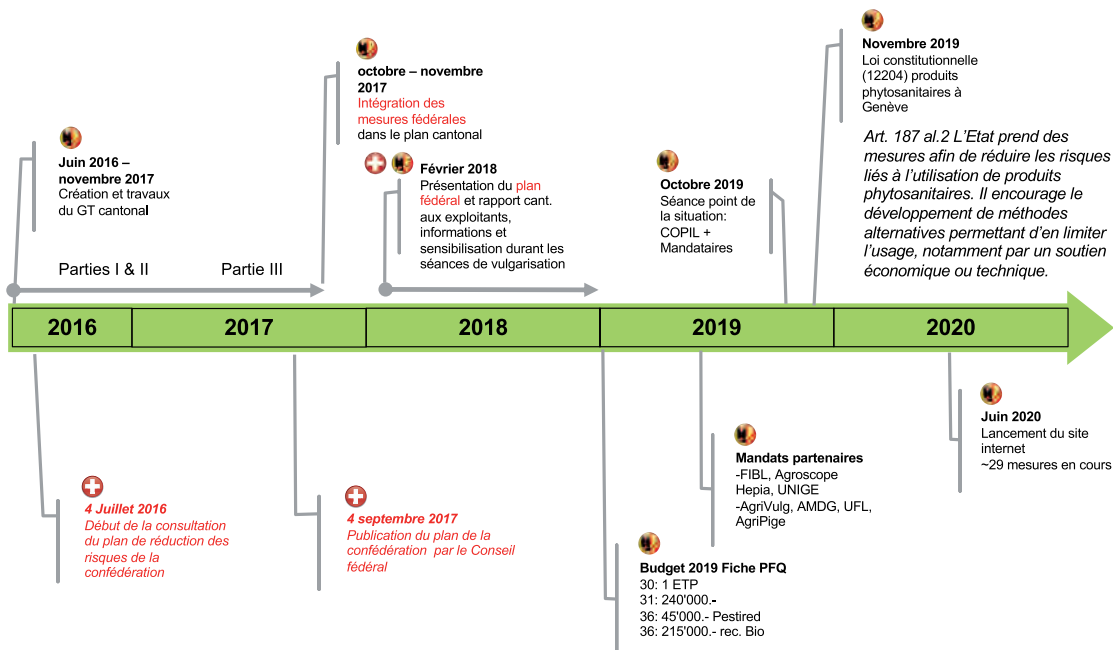 octobre – novembre
2017
Intégration des
mesures fédérales
dans le plan cantonal
Novembre 2019
Loi constitutionnelle
(12204) produits
phytosanitaires à
Genève
Art. 187 al.2 L'Etat prend des
mesures afin de réduire les risques
liés à l'utilisation de produits
phytosanitaires. Il encourage le
développement de méthodes
alternatives permettant d'en limiter
l'usage, notamment par un soutien
économique ou technique.
Juin 2016 –
novembre 2017
Création et travaux
du GT cantonal
Février 2018
Présentation du plan
fédéral et rapport cant.
aux exploitants,
informations et
sensibilisation durant les
séances de vulgarisation
Octobre 2019
Séance point de
la situation:
COPIL +
Mandataires
Parties I & II
Partie III
2016
2017
2018
2019
2020
4 Juillet 2016
Début de la consultation
du plan de réduction des
risques de la
confédération
4 septembre 2017
Publication du plan de la
confédération par le Conseil
fédéral
Budget 2019 Fiche PFQ
30: 1 ETP
31: 240'000.-
36: 45'000.- Pestired
36: 215'000.- rec. Bio
Mandats partenaires
-FIBL, Agroscope
Hepia, UNIGE
-AgriVulg, AMDG, UFL,
AgriPige
Juin 2020
Lancement du site
internet
~29 mesures en cours